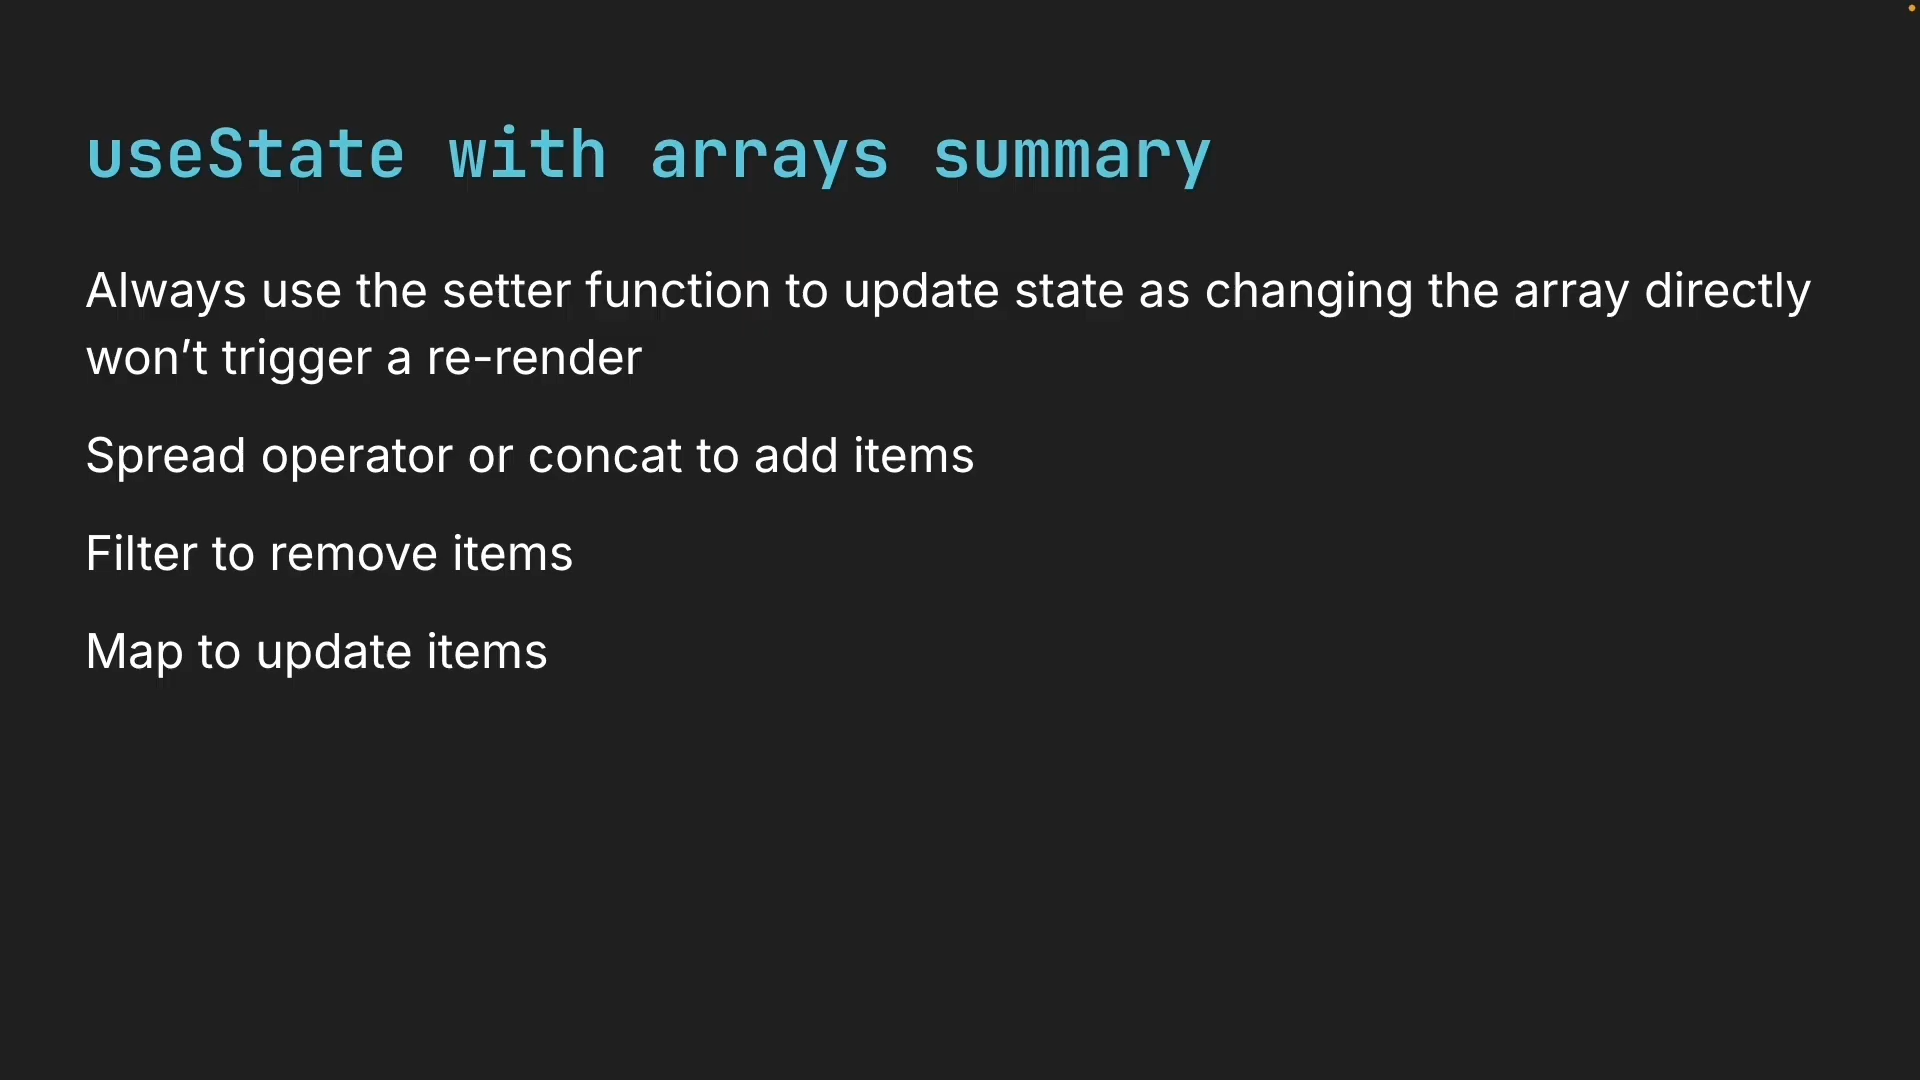 useState with arrays summary
Always use the setter function to update state as changing the array directly
won’t trigger a re-render
Spread operator or concat to add items
Filter to remove items
Map to update items